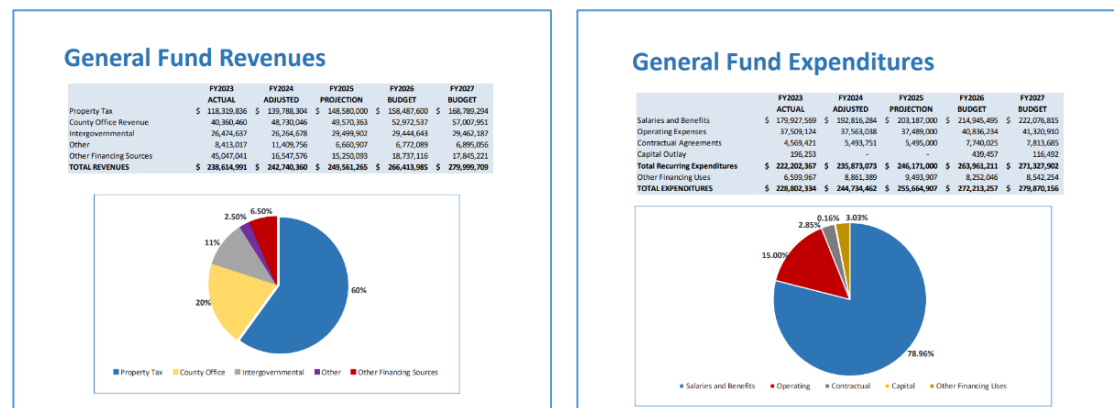 General Fund Revenues
FY2023 FY2024 FY2025 FY2026 FY2027
ACTUAL ADJUSTED PROJECTION BUDGET BUDGET
Property Tax $ 118,319,836 $ 139,788,304 $ 148,580,000 $ 158,487,600 $ 168,789,294
County Office Revenue 40,360,460 48,730,046 49,570,363 52,972,537 57,007,951
Intergovernmental 26,474,637 26,264,678 29,499,902 29,444,643 29,462,187
Other 8,413,017 11,409,756 6,660,907 6,772,089 6,895,056
Other Financing Sources 45,047,041 16,547,576 15,250,093 18,737,116 17,845,221
TOTAL REVENUES $ 238,614,991 $ 242,740,360 $ 249,561,265 $ 266,413,985 $ 279,999,709
2.50% 6.50%
11%
60%
20%
Property Tax County Office Intergovernmental Other Other Financing Sources
General Fund Expenditures
FY2023 FY2024 FY2025 FY2026 FY2027
ACTUAL ADJUSTED PROJECTION BUDGET BUDGET
Salaries and Benefits $ 179,927,569 $ 192,816,284 $ 203,187,000 $ 214,945,495 $ 222,076,815
Operating Expenses 37,509,124 37,563,038 37,489,000 40,836,234 41,320,910
Contractual Agreements 4,569,421 5,493,751 5,495,000 7,740,025 7,813,685
Capital Outlay 196,253 - - 439,457 116,492
Total Recurring Expenditures $ 222,202,367 $ 235,873,073 $ 246,171,000 $ 263,961,211 $ 271,327,902
Other Financing Uses 6,599,967 8,861,389 9,493,907 8,252,046 8,542,254
TOTAL EXPENDITURES $ 228,802,334 $ 244,734,462 $ 255,664,907 $ 272,213,257 $ 279,870,156
2.85% 0.16% 3.03%
15.00%
78.96%
Salaries and Benefits Operating Contractual Capital Other Financing Uses